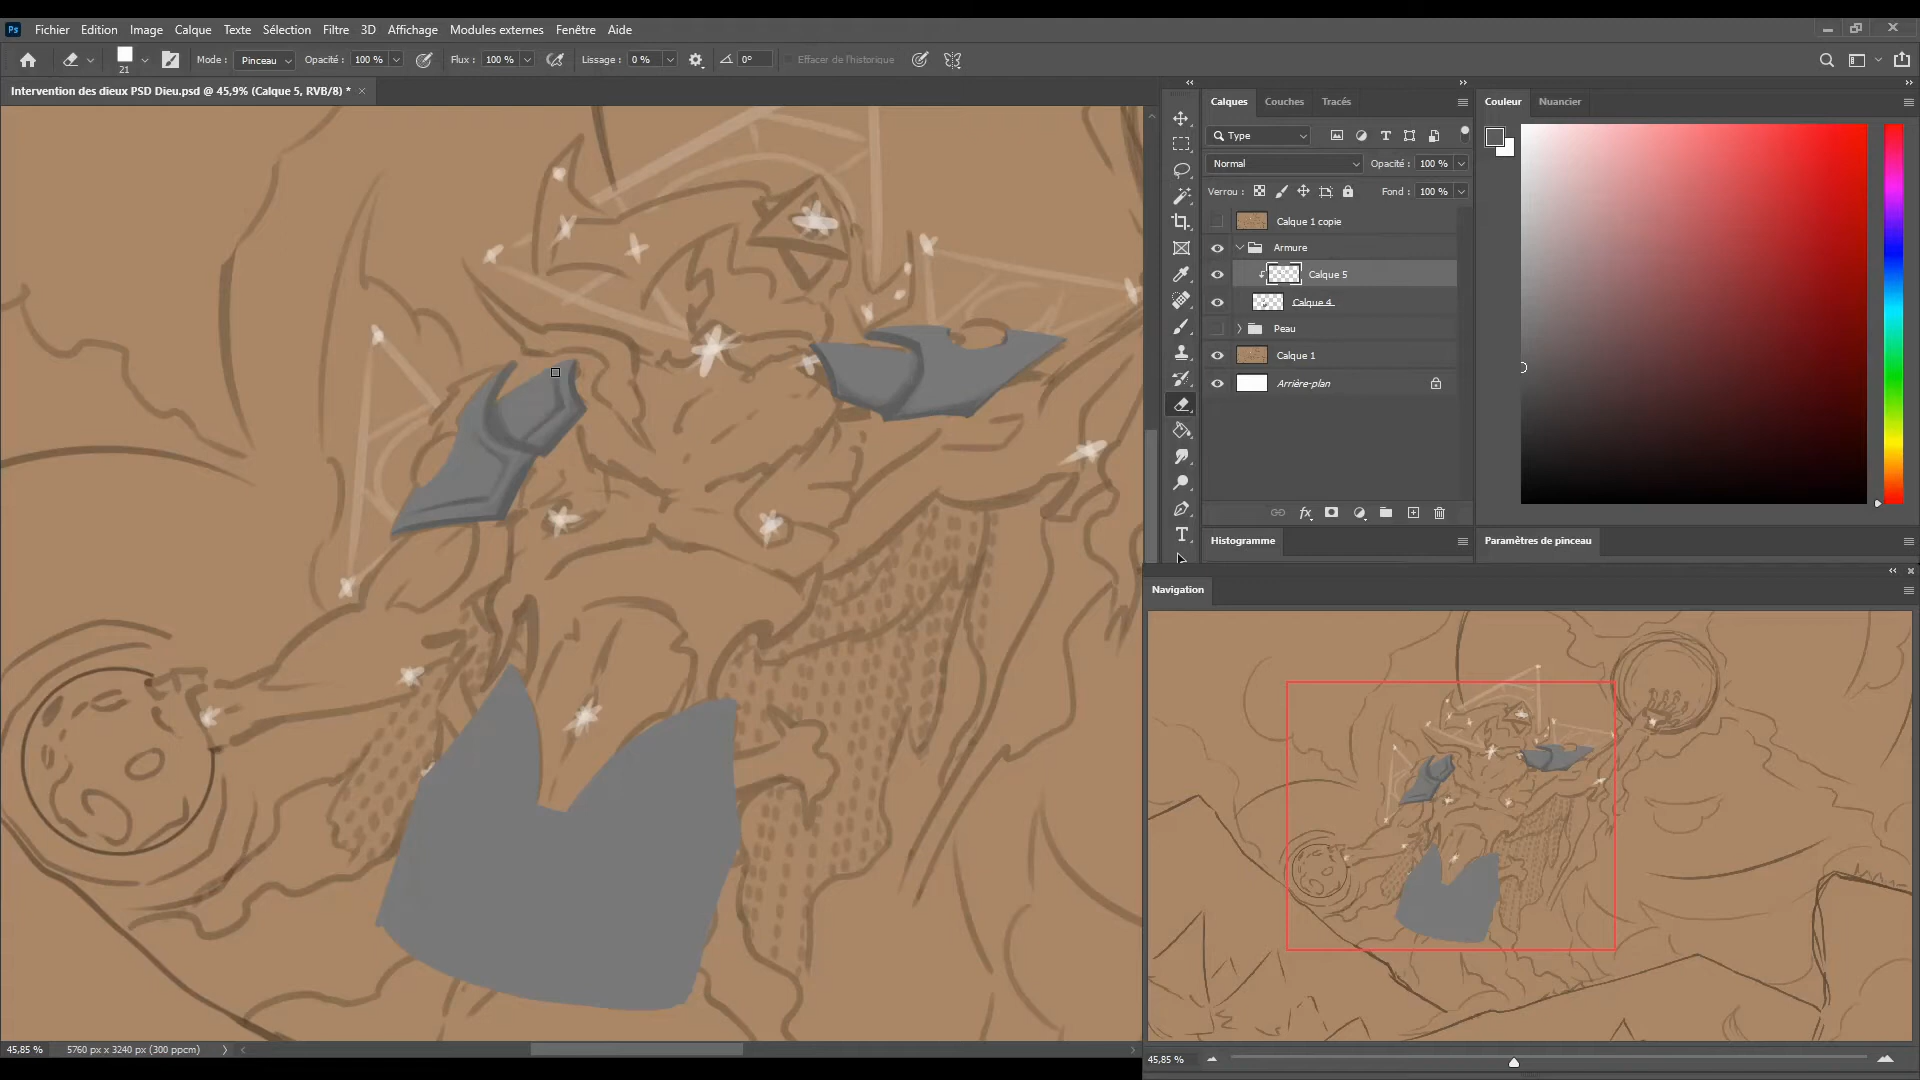 Ps Fichier Edition Image Calque Texte Sélection Filtre 3D Affichage Modules externes Fenêtre Aide
21 Mode : Pinceau Opacité : 100 % Flux : 100 % Lissage : 0 % 0° Effacer de l'historique
Intervention des dieux PSD Dieu.psd @ 45,9% (Calque 5, RVB/8) *
Calques Couches Tracés
Type
Normal Opacité : 100 %
Verrou : Fond : 100 %
Calque 1 copie
Armure
Calque 5
Calque 4
Peau
Calque 1
Arrière-plan
fx
T
Histogramme
Couleur Nuancier
Paramètres de pinceau
Navigation
45,85 % 5760 px x 3240 px (300 ppcm)
45,85 %